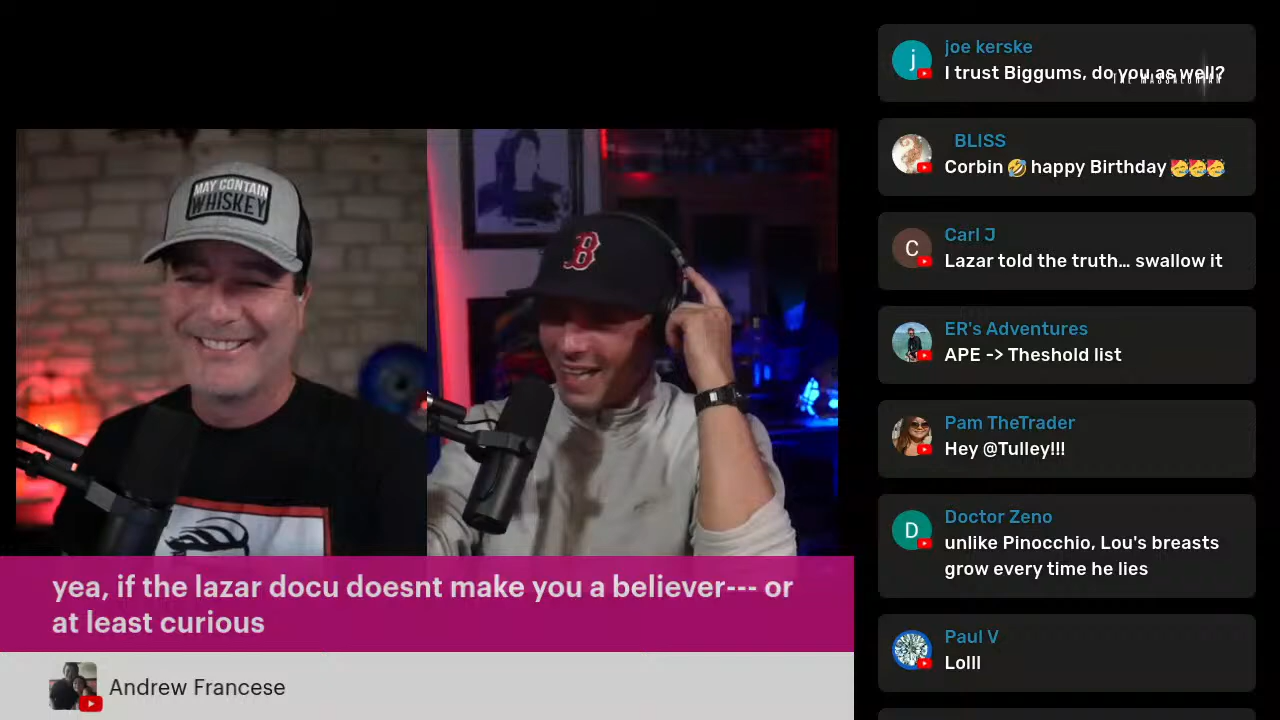 MAY CONTAIN
WHISKEY
B
yea, if the lazar docu doesnt make you a believer--- or
at least curious
Andrew Francese
j
joe kerske
I trust Biggums, do you as well?
BLISS
Corbin 🤣 happy Birthday 🥳🥳🥳
C
Carl J
Lazar told the truth... swallow it
ER's Adventures
APE -> Theshold list
Pam TheTrader
Hey @Tulley!!!
D
Doctor Zeno
unlike Pinocchio, Lou's breasts
grow every time he lies
Paul V
Lolll